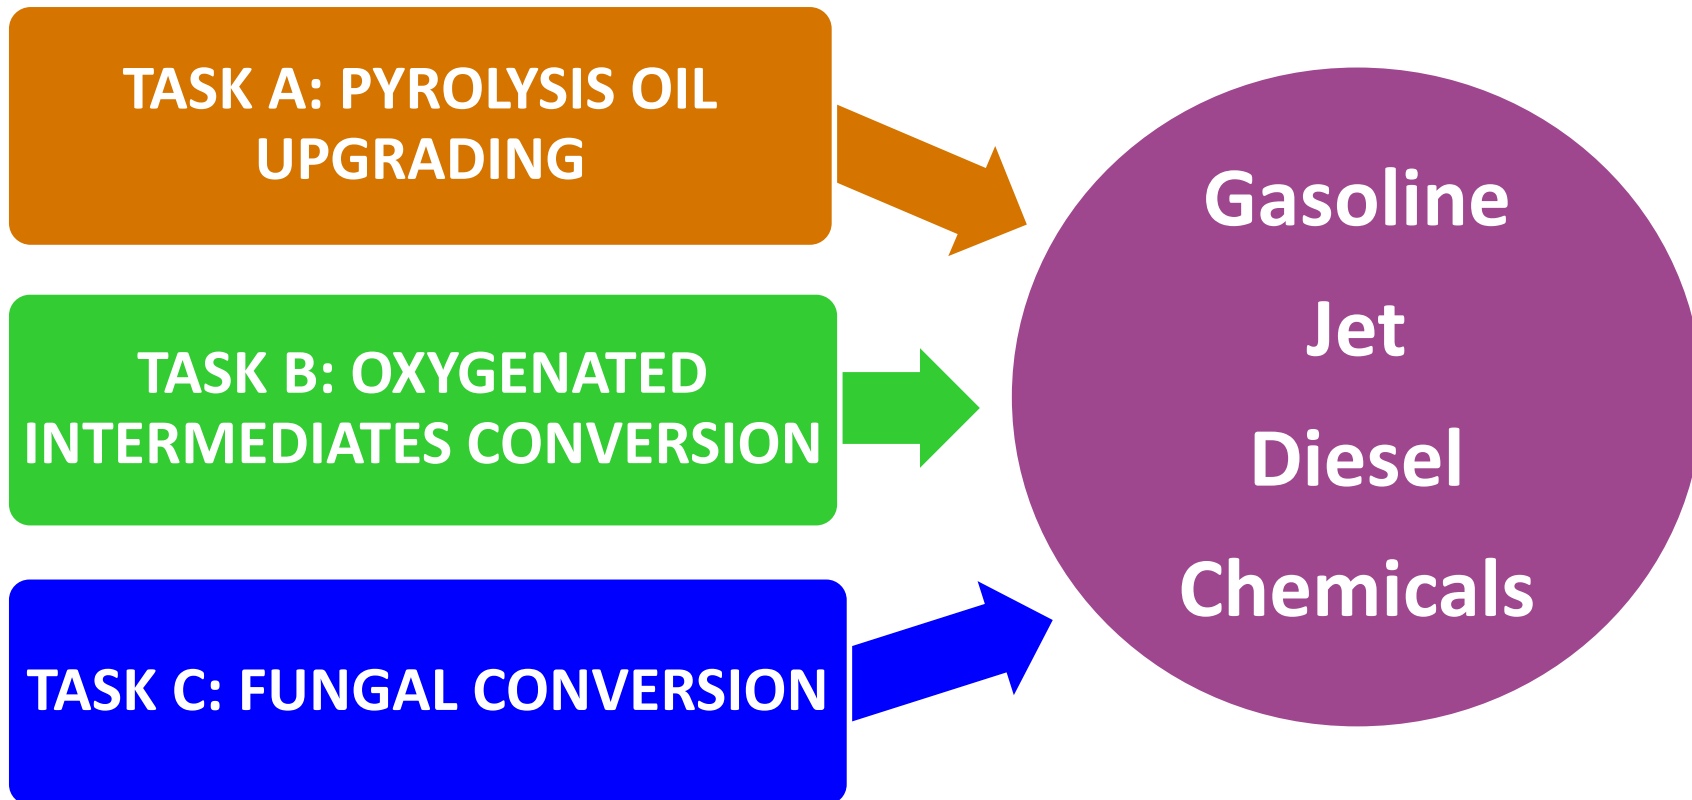 TASK A: PYROLYSIS OIL
UPGRADING
TASK B: OXYGENATED
INTERMEDIATES CONVERSION
TASK C: FUNGAL CONVERSION
Gasoline
Jet
Diesel
Chemicals